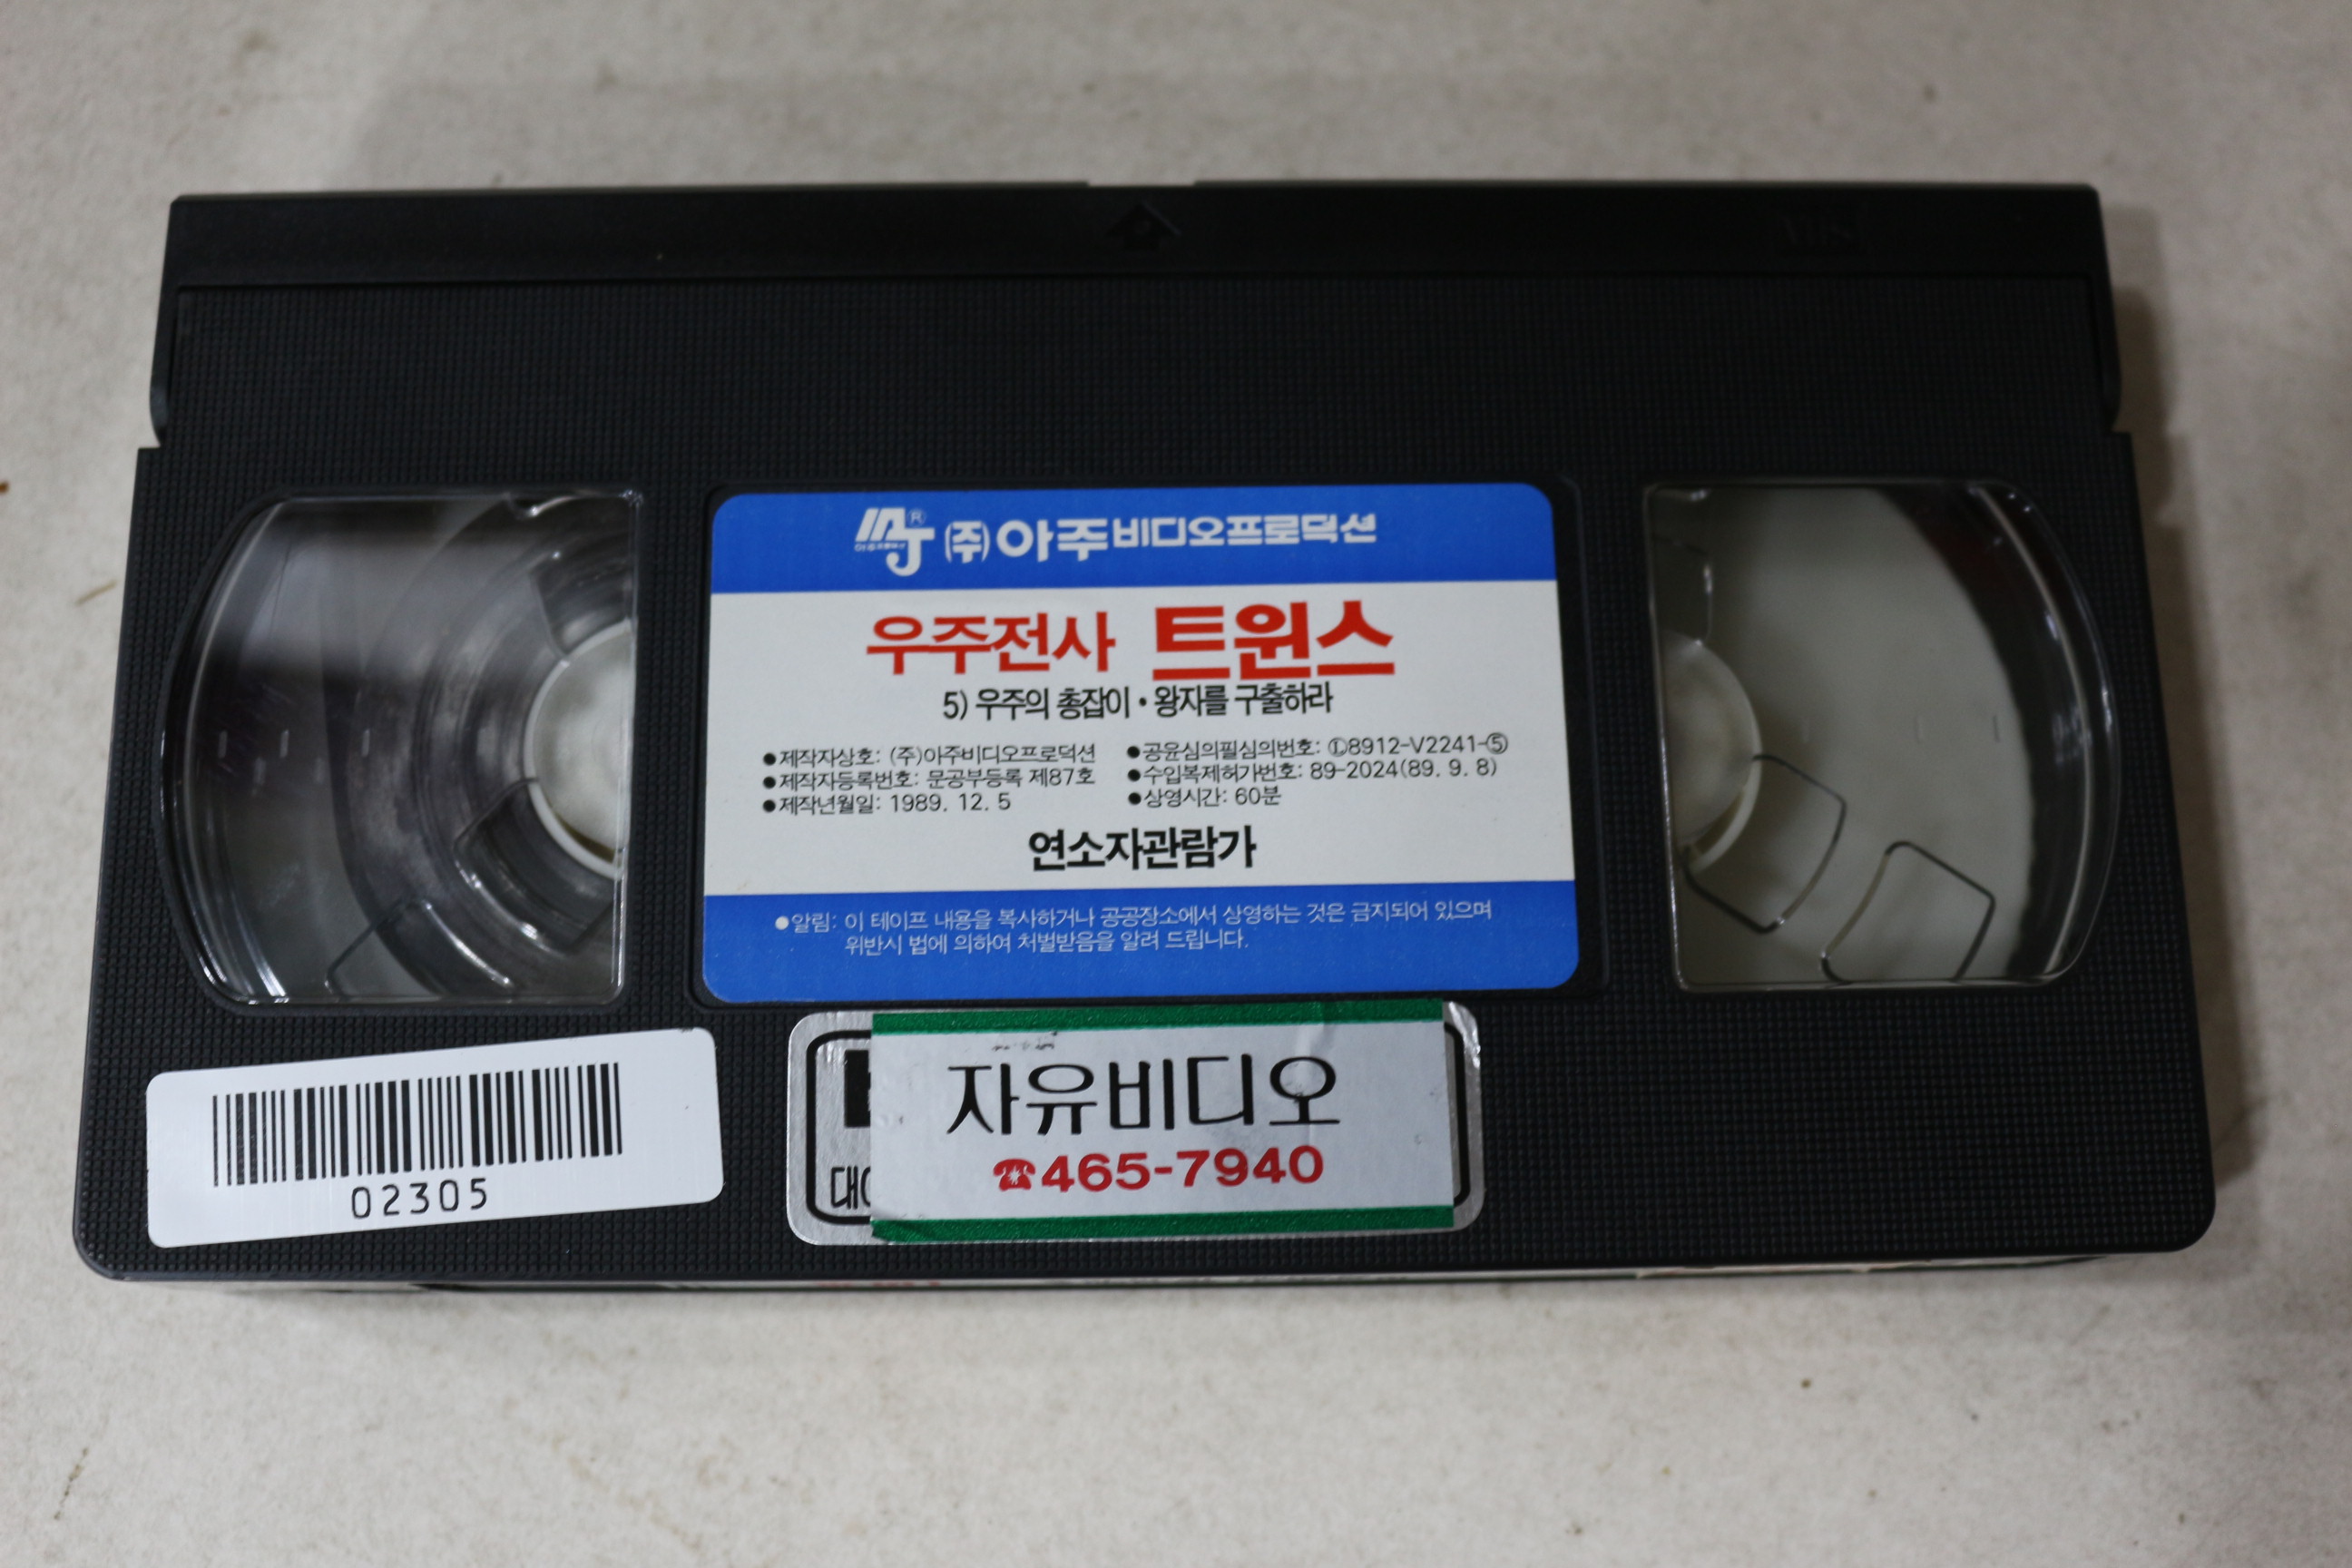 AJ® (주)아주비디오프로덕션
우주전사 트윈스
5) 우주의 총잡이·왕자를 구출하라
●제작자상호: (주)아주비디오프로덕션
●제작자등록번호: 문공부등록 제87호
●제작년월일: 1989. 12. 5
●공윤심의필심의번호: ①8912-V2241-⑤
●수입복제허가번호: 89-2024(89. 9. 8)
●상영시간: 60분
연소자관람가
●알림: 이 테이프 내용을 복사하거나 공공장소에서 상영하는 것은 금지되어 있으며
위반시 법에 의하여 처벌받음을 알려 드립니다.
자유비디오
☎465-7940
대
02305